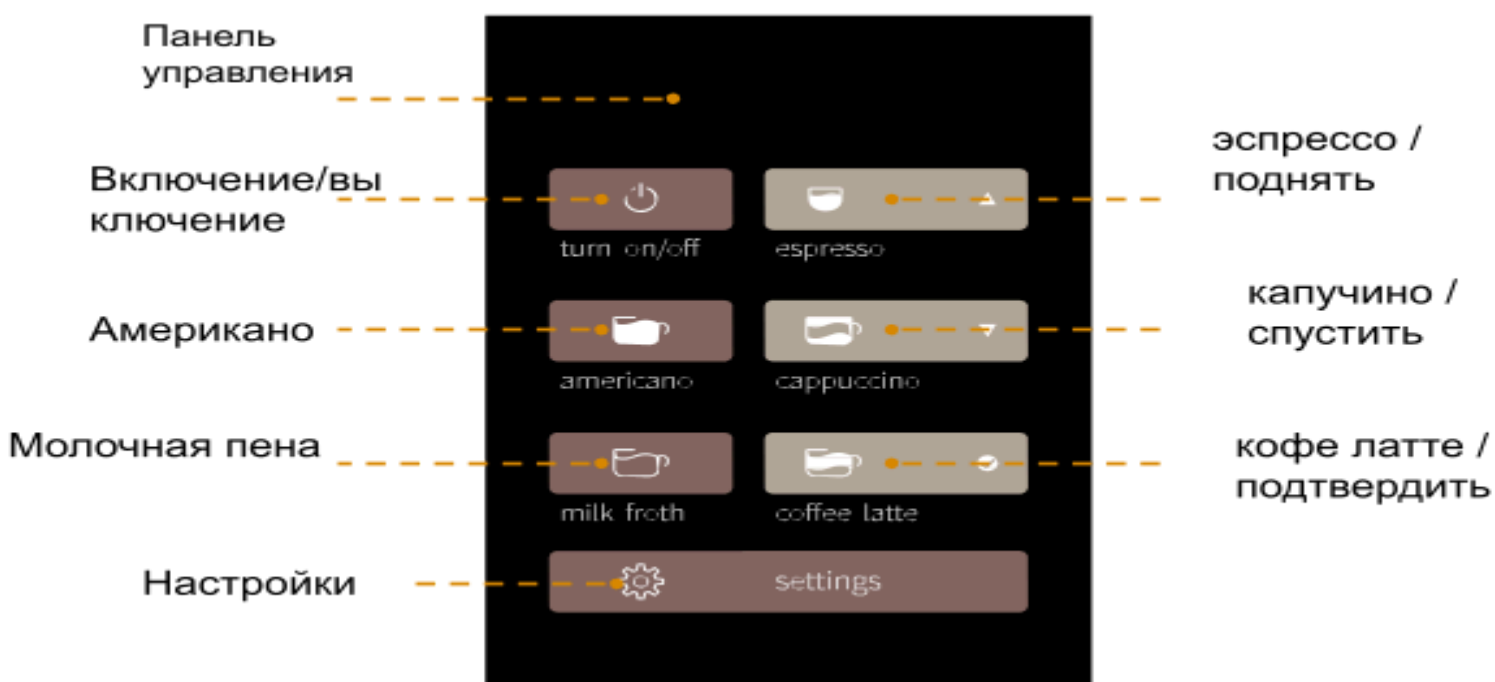 Панель
управления
Включение/вы
ключение
Американо
Молочная пена
Настройки
turn on/off
espresso
americano
cappuccino
milk froth
coffee latte
settings
эспрессо /
поднять
капучино /
спустить
кофе латте /
подтвердить